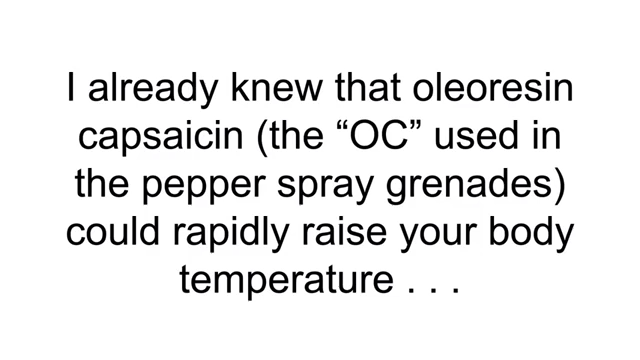 I already knew that oleoresin
capsaicin (the “OC” used in
the pepper spray grenades)
could rapidly raise your body
temperature . . .